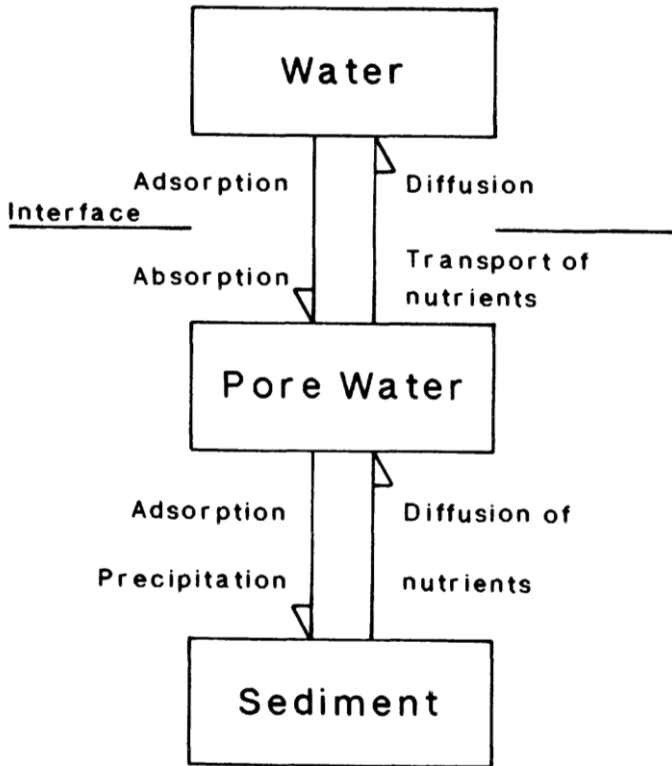 Water
Adsorption
Diffusion
Interface
Absorption
Transport of
nutrients
Pore Water
Adsorption
Diffusion of
Precipitation
nutrients
Sediment